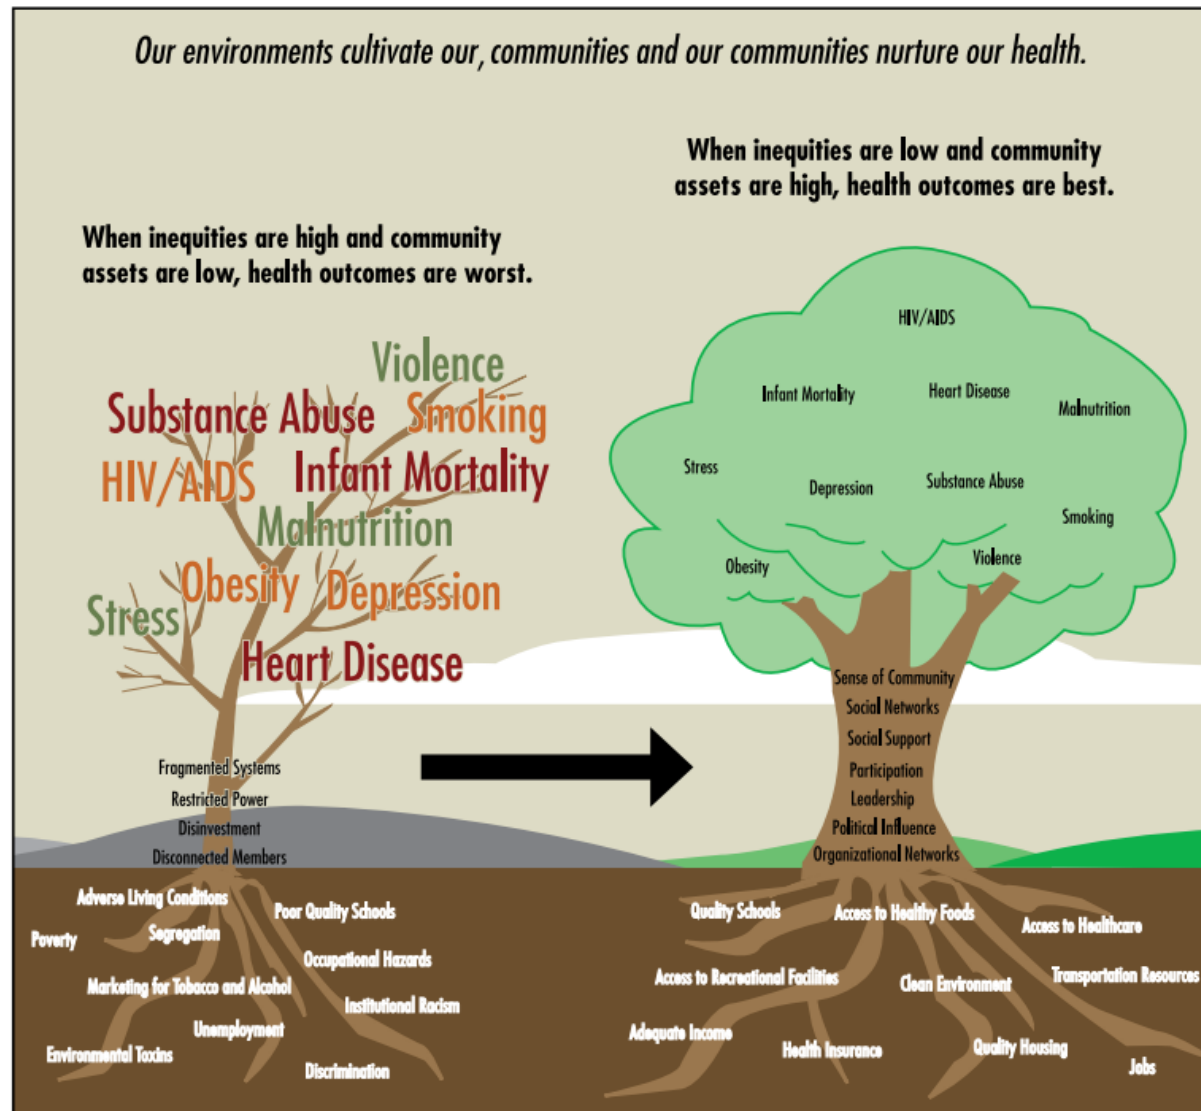 Our environments cultivate our, communities and our communities nurture our health.
When inequities are high and community
assets are low, health outcomes are worst.
Violence
Substance Abuse
Smoking
HIV/AIDS
Infant Mortality
Malnutrition
Obesity
Depression
Stress
Heart Disease
Fragmented Systems
Restricted Power
Disinvestment
Disconnected Members
Adverse Living Conditions
Poor Quality Schools
Poverty
Segregation
Occupational Hazards
Marketing for Tobacco and Alcohol
Institutional Racism
Unemployment
Environmental Toxins
Discrimination
When inequities are low and community
assets are high, health outcomes are best.
HIV/AIDS
Infant Mortality
Heart Disease
Malnutrition
Stress
Depression
Substance Abuse
Smoking
Obesity
Violence
Sense of Community
Social Networks
Social Support
Participation
Leadership
Political Influence
Organizational Networks
Quality Schools
Access to Healthy Foods
Access to Healthcare
Access to Recreational Facilities
Clean Environment
Transportation Resources
Adequate Income
Health Insurance
Quality Housing
Jobs